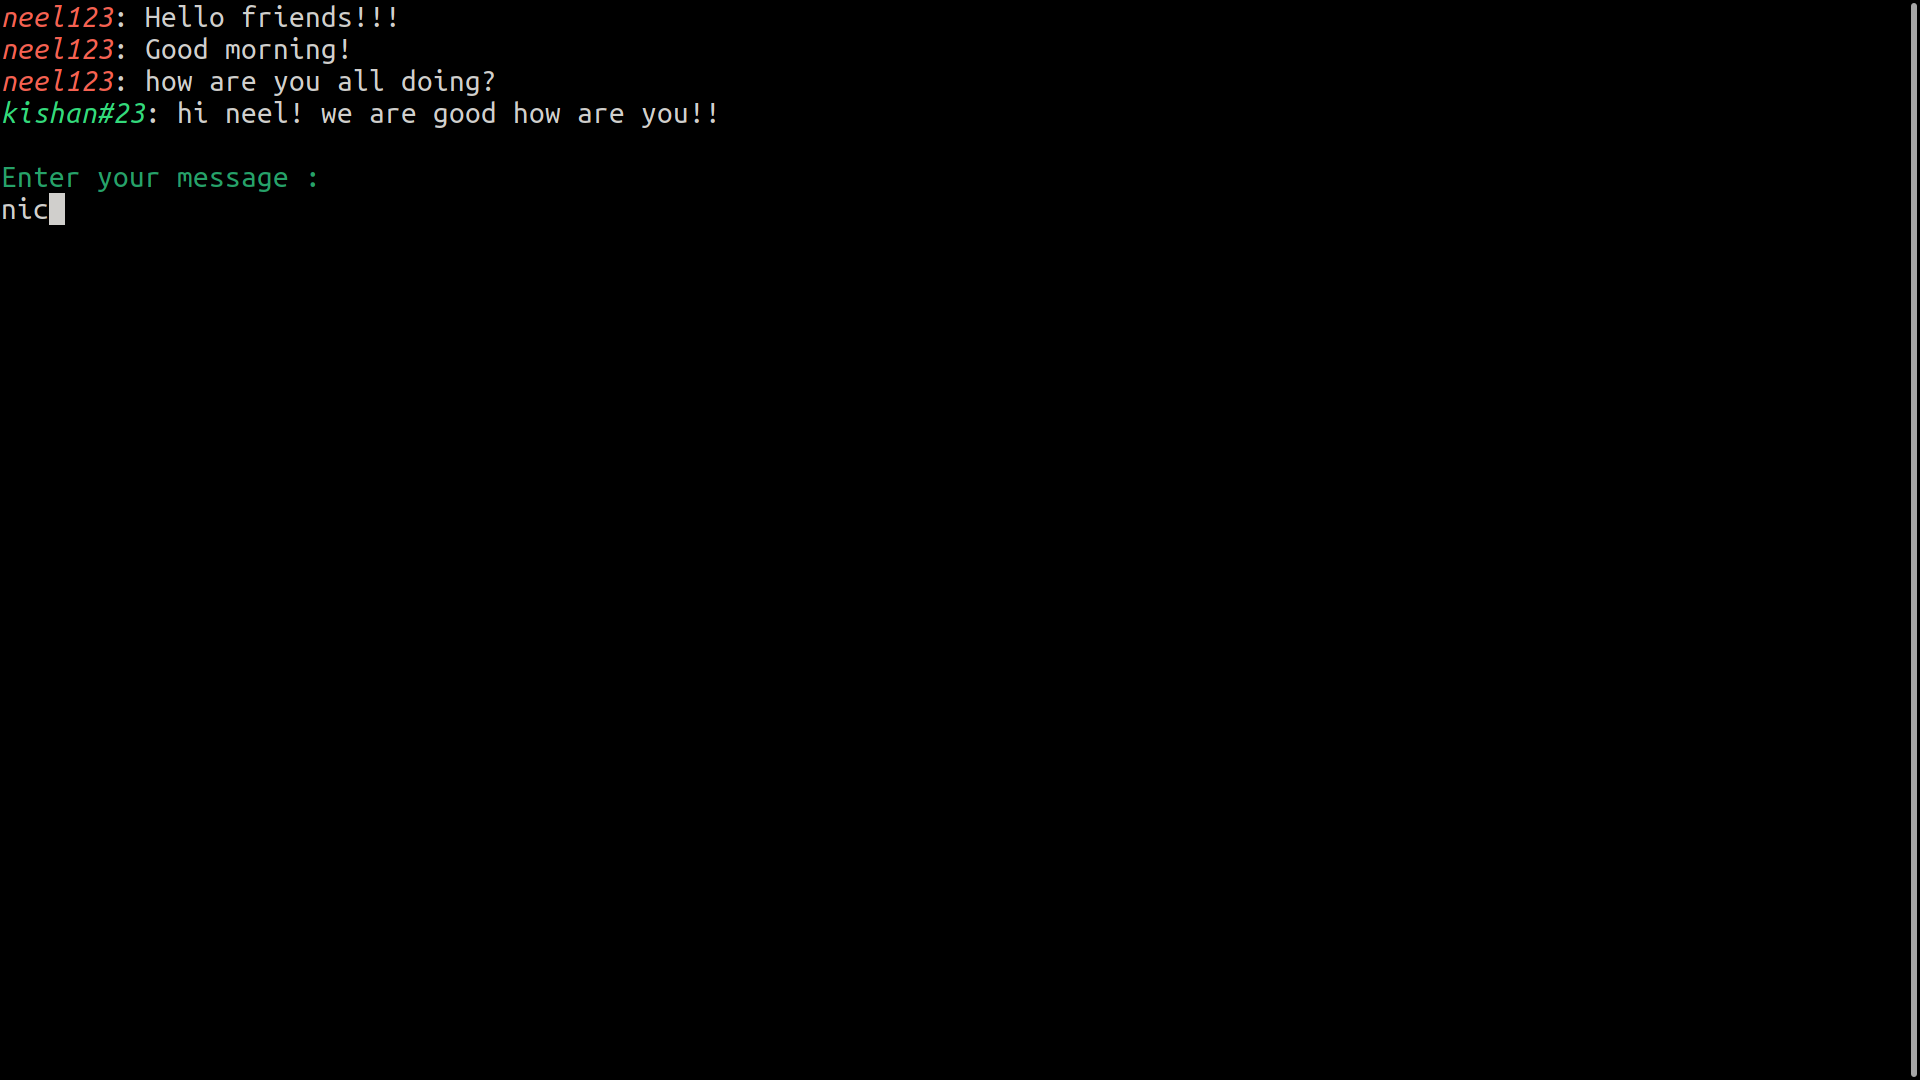 neel123: Hello friends!!!
neel123: Good morning!
neel123: how are you all doing?
kishan#23: hi neel! we are good how are you!!
Enter your message :
nic